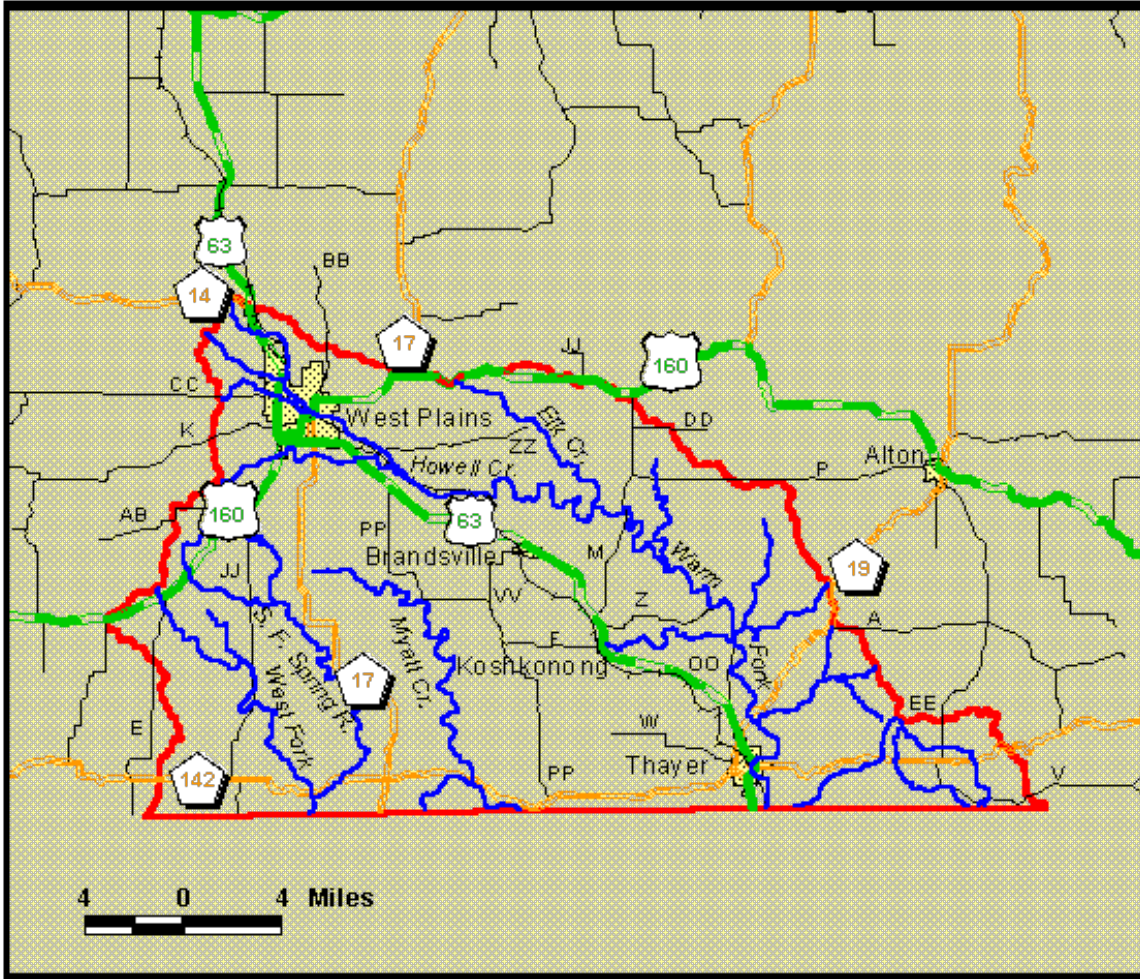 63
BB
14
17
JJ
160
CC
West Plains
Elk Cr.
DD
K
ZZ
Alton
Howell Cr.
P
AB
160
63
PP
Brandsville
M
Warm
19
JJ
VV
Z
A
S. F. Spring R.
Myatt Cr.
F
Koshkonong
OO
Fork
17
West Fork
EE
E
W
Thayer
142
PP
V
4 0 4 Miles